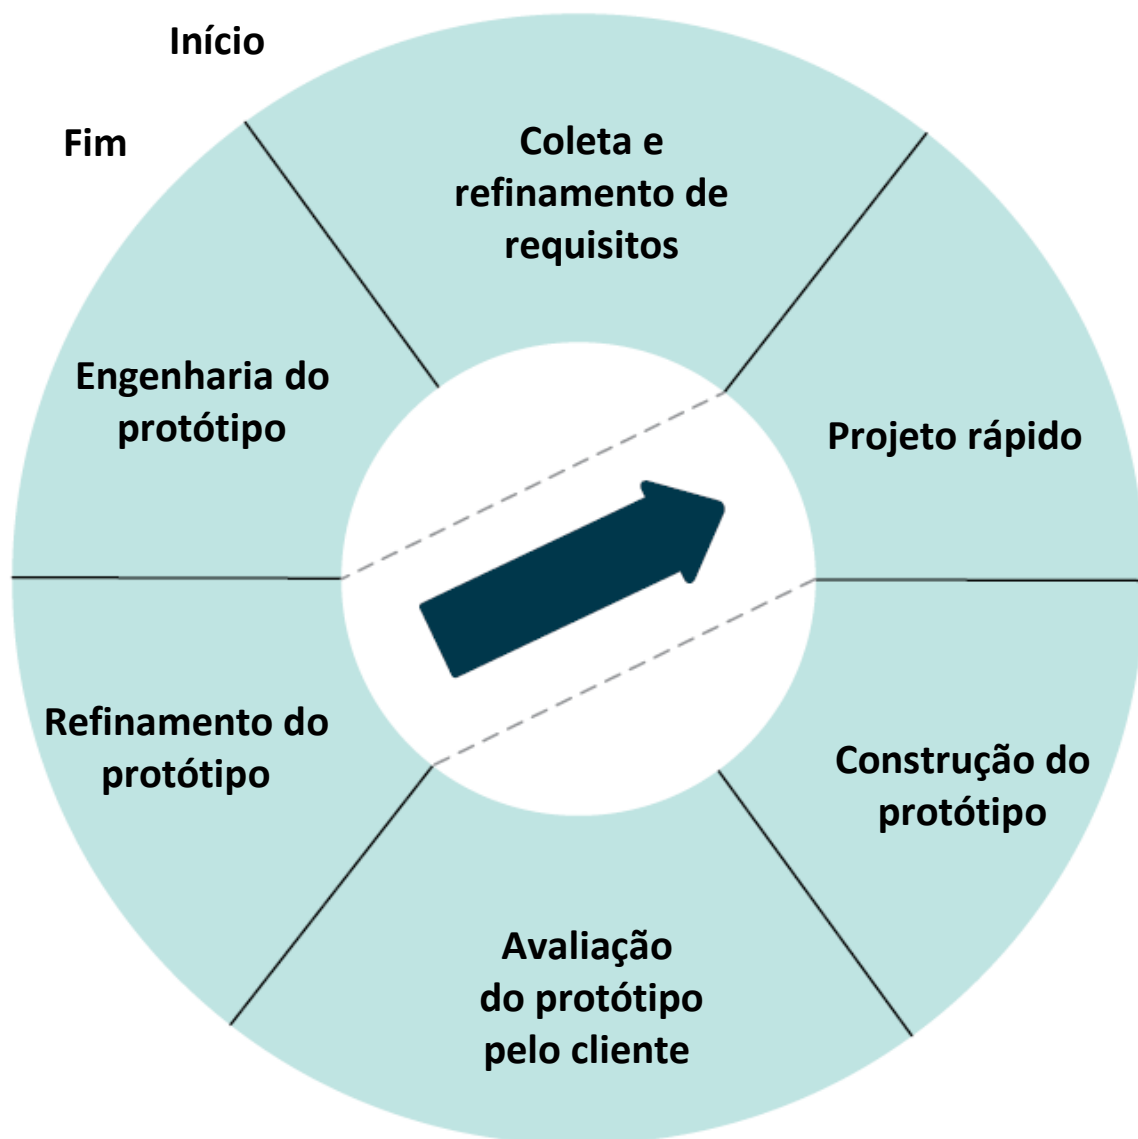 Início
Fim
Coleta e
refinamento de
requisitos
Projeto rápido
Construção do
protótipo
Avaliação
do protótipo
pelo cliente
Refinamento do
protótipo
Engenharia do
protótipo